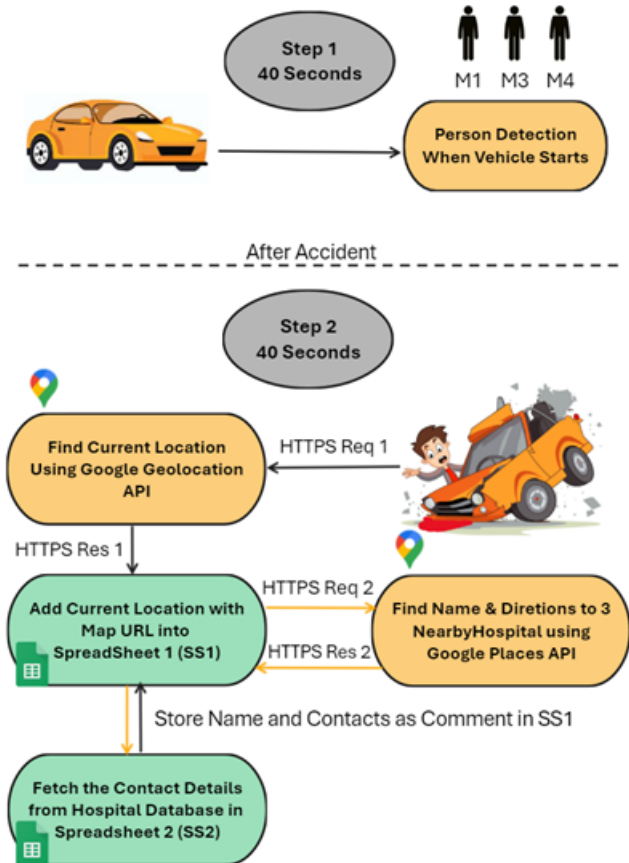 Step 1
40 Seconds
M1 M3 M4
Person Detection
When Vehicle Starts
After Accident
Step 2
40 Seconds
Find Current Location
Using Google Geolocation
API
HTTPS Req 1
HTTPS Res 1
Add Current Location with
Map URL into
SpreadSheet 1 (SS1)
HTTPS Req 2
HTTPS Res 2
Find Name & Diretions to 3
NearbyHospital using
Google Places API
Store Name and Contacts as Comment in SS1
Fetch the Contact Details
from Hospital Database in
Spreadsheet 2 (SS2)